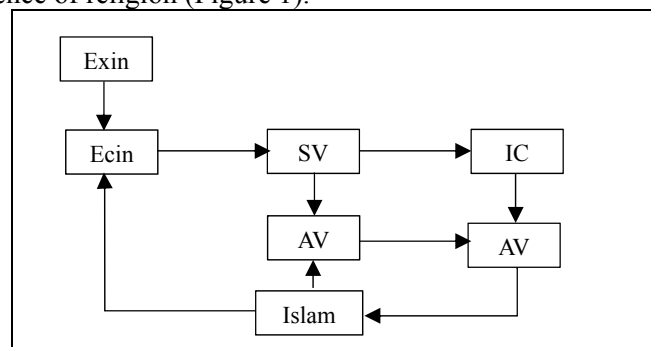 ence of religion (Figure 1).
Exin
Ecin SV IC
AV AV
Islam